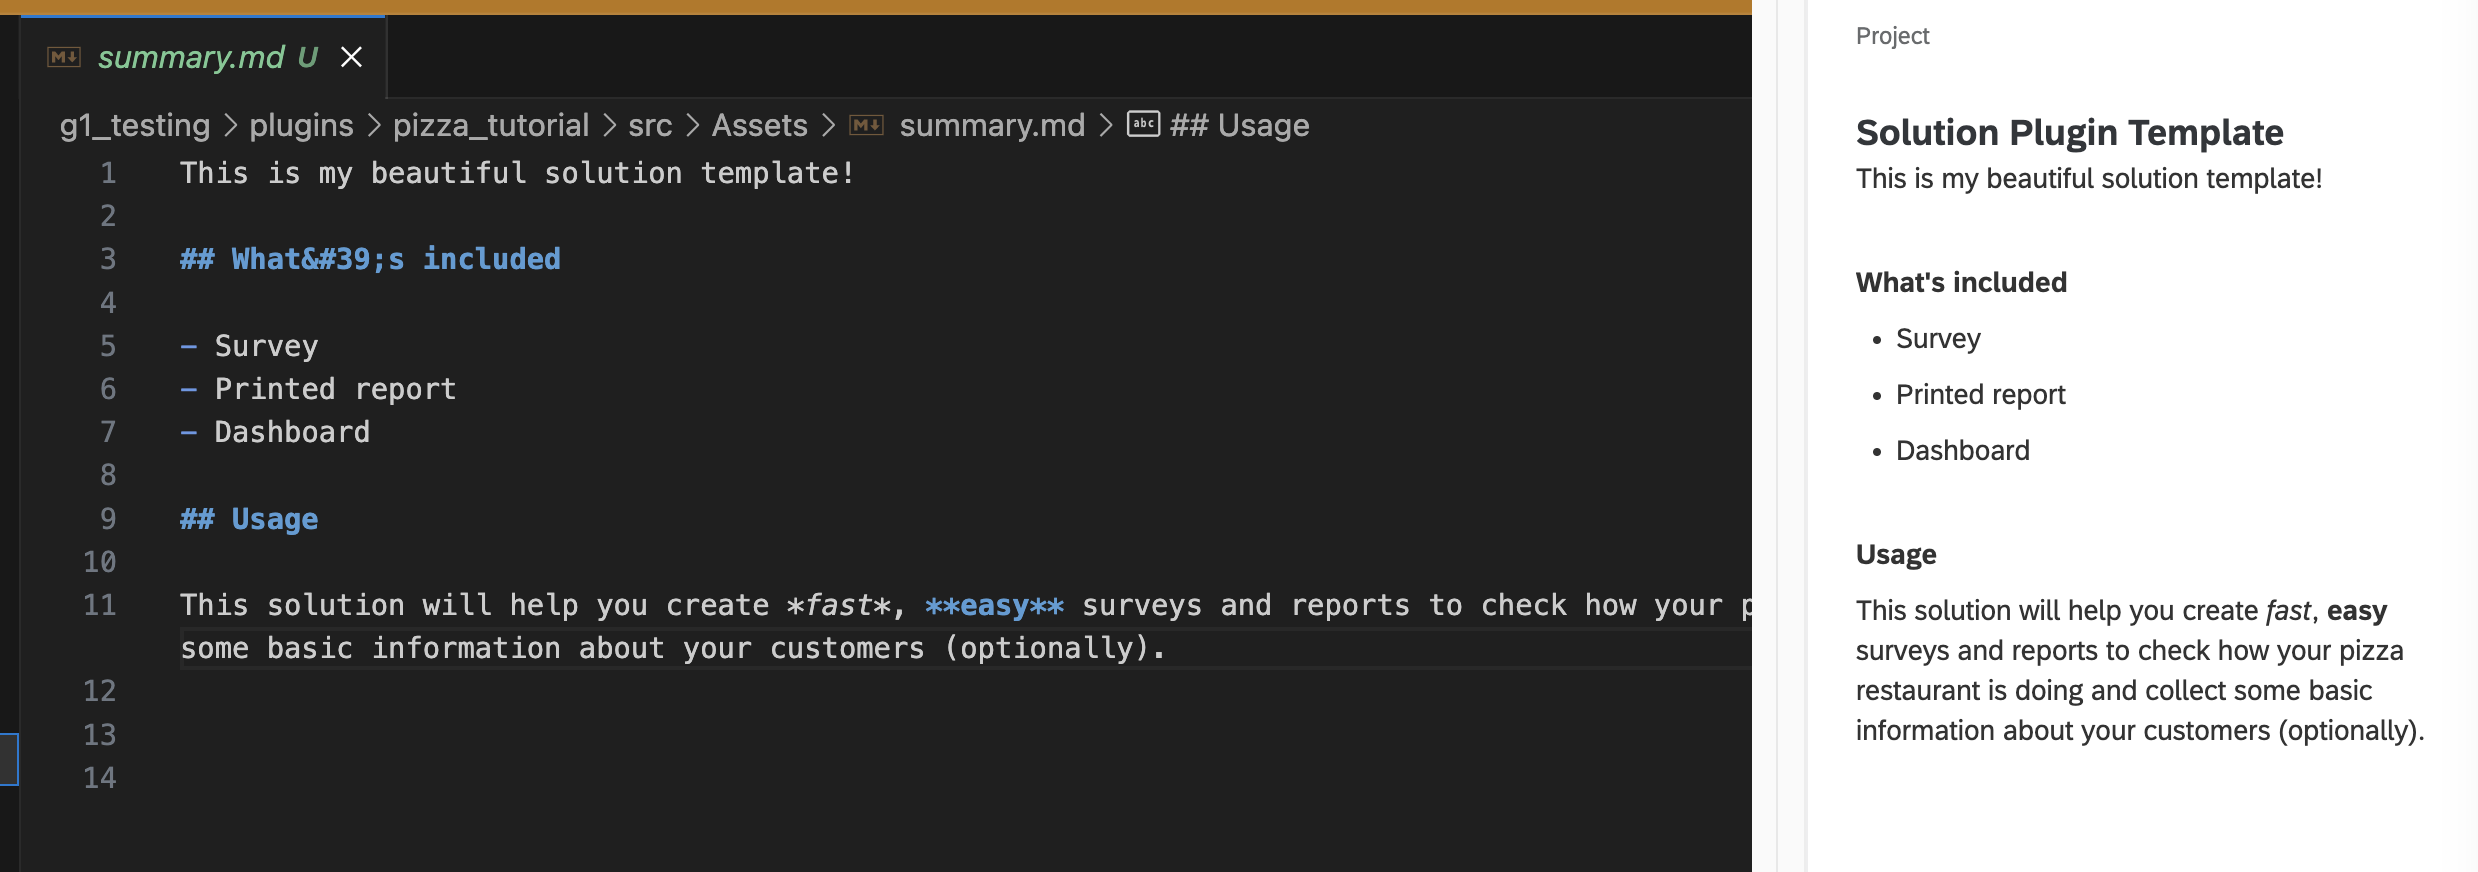 summary.md U
g1_testing > plugins > pizza_tutorial > src > Assets > summary.md > ## Usage
1 This is my beautiful solution template!
2
3 ## What&#39;s included
4
5 - Survey
6 - Printed report
7 - Dashboard
8
9 ## Usage
10
11 This solution will help you create *fast*, **easy** surveys and reports to check how your p
some basic information about your customers (optionally).
12
13
14
Project
Solution Plugin Template
This is my beautiful solution template!
What's included
• Survey
• Printed report
• Dashboard
Usage
This solution will help you create fast, easy
surveys and reports to check how your pizza
restaurant is doing and collect some basic
information about your customers (optionally).